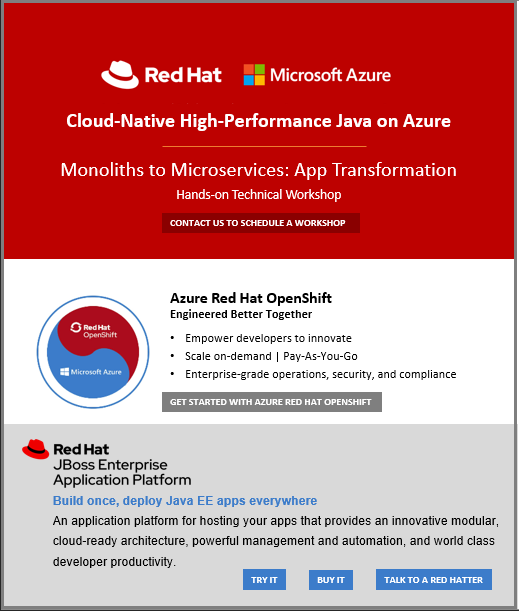 Red Hat Microsoft Azure
Cloud-Native High-Performance Java on Azure
Monoliths to Microservices: App Transformation
Hands-on Technical Workshop
CONTACT US TO SCHEDULE A WORKSHOP
Azure Red Hat OpenShift
Engineered Better Together
• Empower developers to innovate
• Scale on-demand | Pay-As-You-Go
• Enterprise-grade operations, security, and compliance
GET STARTED WITH AZURE RED HAT OPENSHIFT
Red Hat
OpenShift
Microsoft Azure
Red Hat
JBoss Enterprise
Application Platform
Build once, deploy Java EE apps everywhere
An application platform for hosting your apps that provides an innovative modular,
cloud-ready architecture, powerful management and automation, and world class
developer productivity.
TRY IT BUY IT TALK TO A RED HATTER